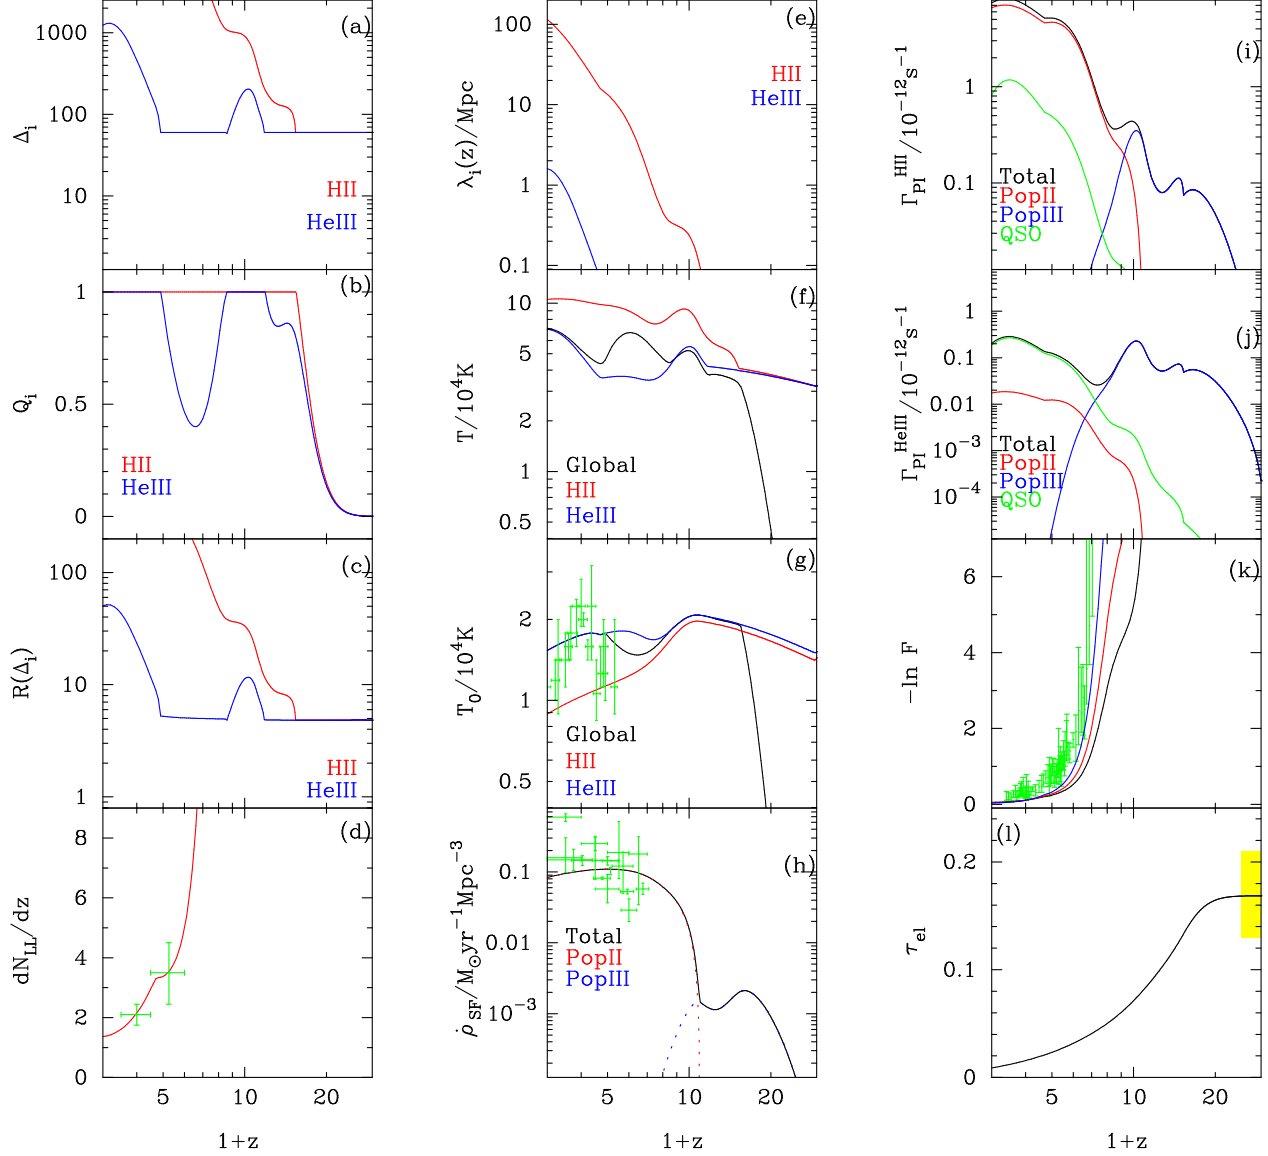 (a)
1000
100
10
Δi
HII
HeIII
(b)
1
0.5
0
Qi
HII
HeIII
(c)
100
10
1
R(Δi)
HII
HeIII
(d)
8
6
4
2
0
dNLL/dz
5 10 20
1+z
(e)
100
10
1
0.1
λi(z)/Mpc
HII
HeIII
(f)
10
5
2
1
0.5
T/10⁴K
Global
HII
HeIII
(g)
2
1
0.5
T0/10⁴K
Global
HII
HeIII
(h)
0.1
0.01
10⁻³
ρ̇SF/M⊙yr⁻¹Mpc⁻³
Total
PopII
PopIII
5 10 20
1+z
(i)
1
0.1
ΓPI^HII/10⁻¹²s⁻¹
Total
PopII
PopIII
QSO
(j)
1
0.1
0.01
10⁻³
10⁻⁴
ΓPI^HeIII/10⁻¹²s⁻¹
Total
PopII
PopIII
QSO
(k)
6
4
2
0
−ln F
(l)
0.2
0.1
0
τel
5 10 20
1+z